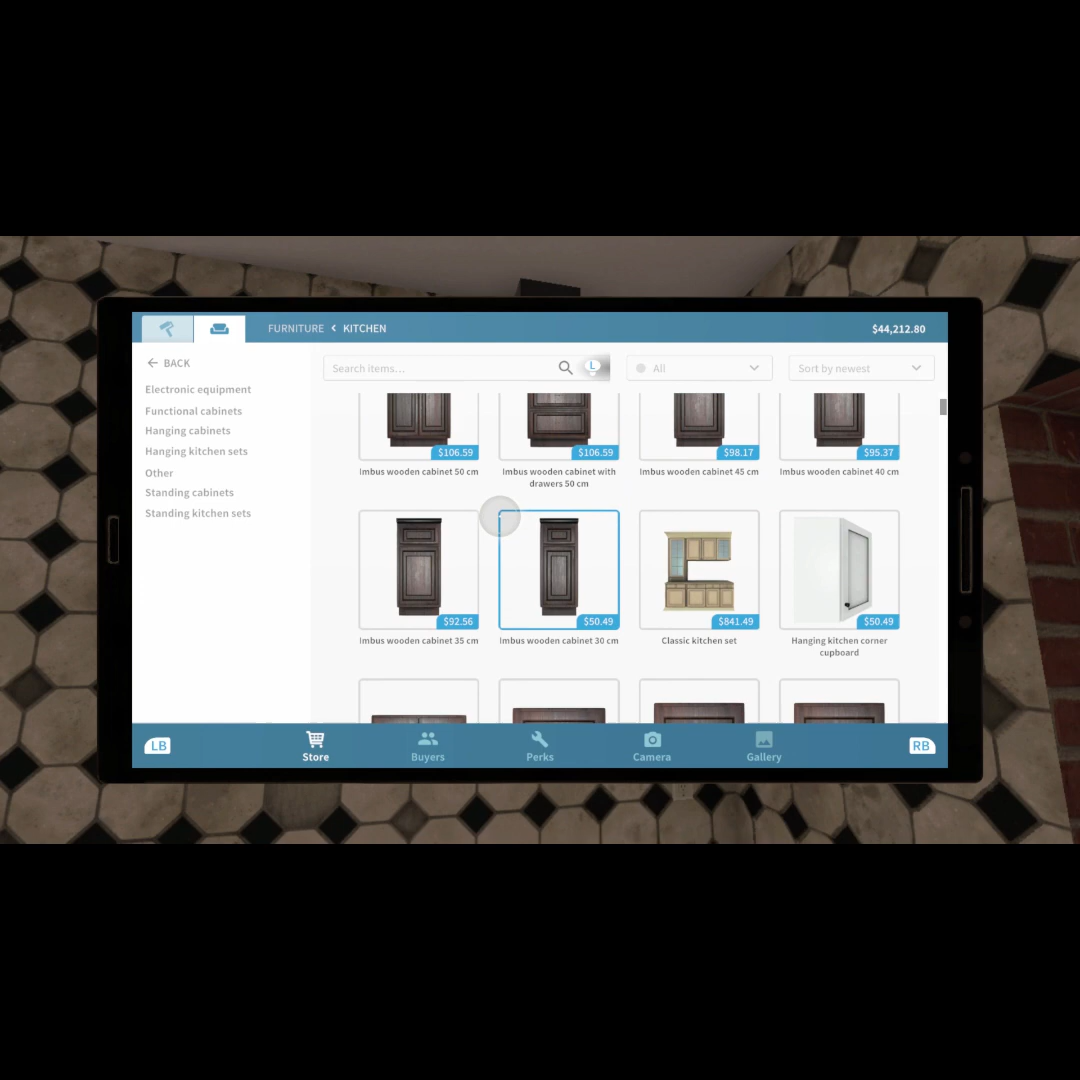 FURNITURE < KITCHEN
$44,212.80
← BACK
Electronic equipment
Functional cabinets
Hanging cabinets
Hanging kitchen sets
Other
Standing cabinets
Standing kitchen sets
Search items...
L
All
Sort by newest
$106.59
$106.59
$98.17
$95.37
Imbus wooden cabinet 50 cm
Imbus wooden cabinet with
drawers 50 cm
Imbus wooden cabinet 45 cm
Imbus wooden cabinet 40 cm
$92.56
$50.49
$841.49
$50.49
Imbus wooden cabinet 35 cm
Imbus wooden cabinet 30 cm
Classic kitchen set
Hanging kitchen corner
cupboard
LB
Store
Buyers
Perks
Camera
Gallery
RB